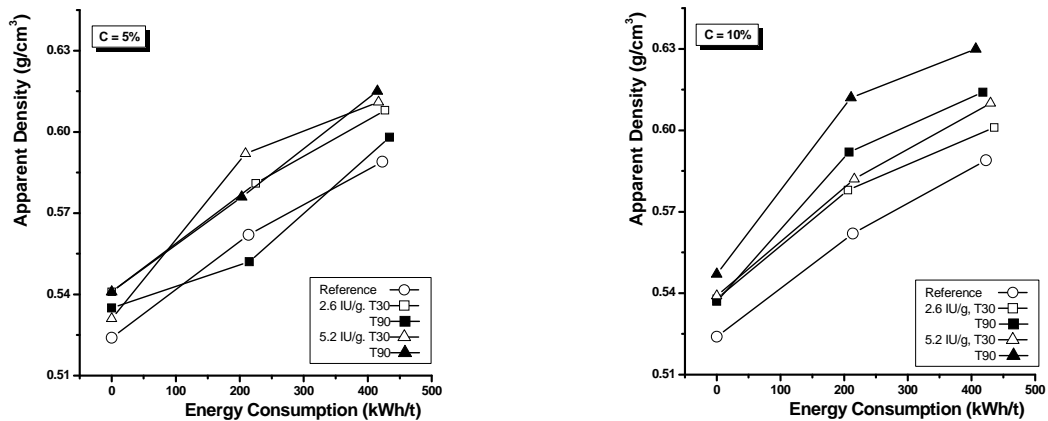 C = 5%
Apparent Density (g/cm³)
0.63
0.60
0.57
0.54
0.51
Reference
2.6 IU/g. T30
T90
5.2 IU/g. T30
T90
0 100 200 300 400 500
Energy Consumption (kWh/t)
C = 10%
Apparent Density (g/cm³)
0.63
0.60
0.57
0.54
0.51
Reference
2.6 IU/g, T30
T90
5.2 IU/g, T30
T90
0 100 200 300 400 500
Energy Consumption (kWh/t)